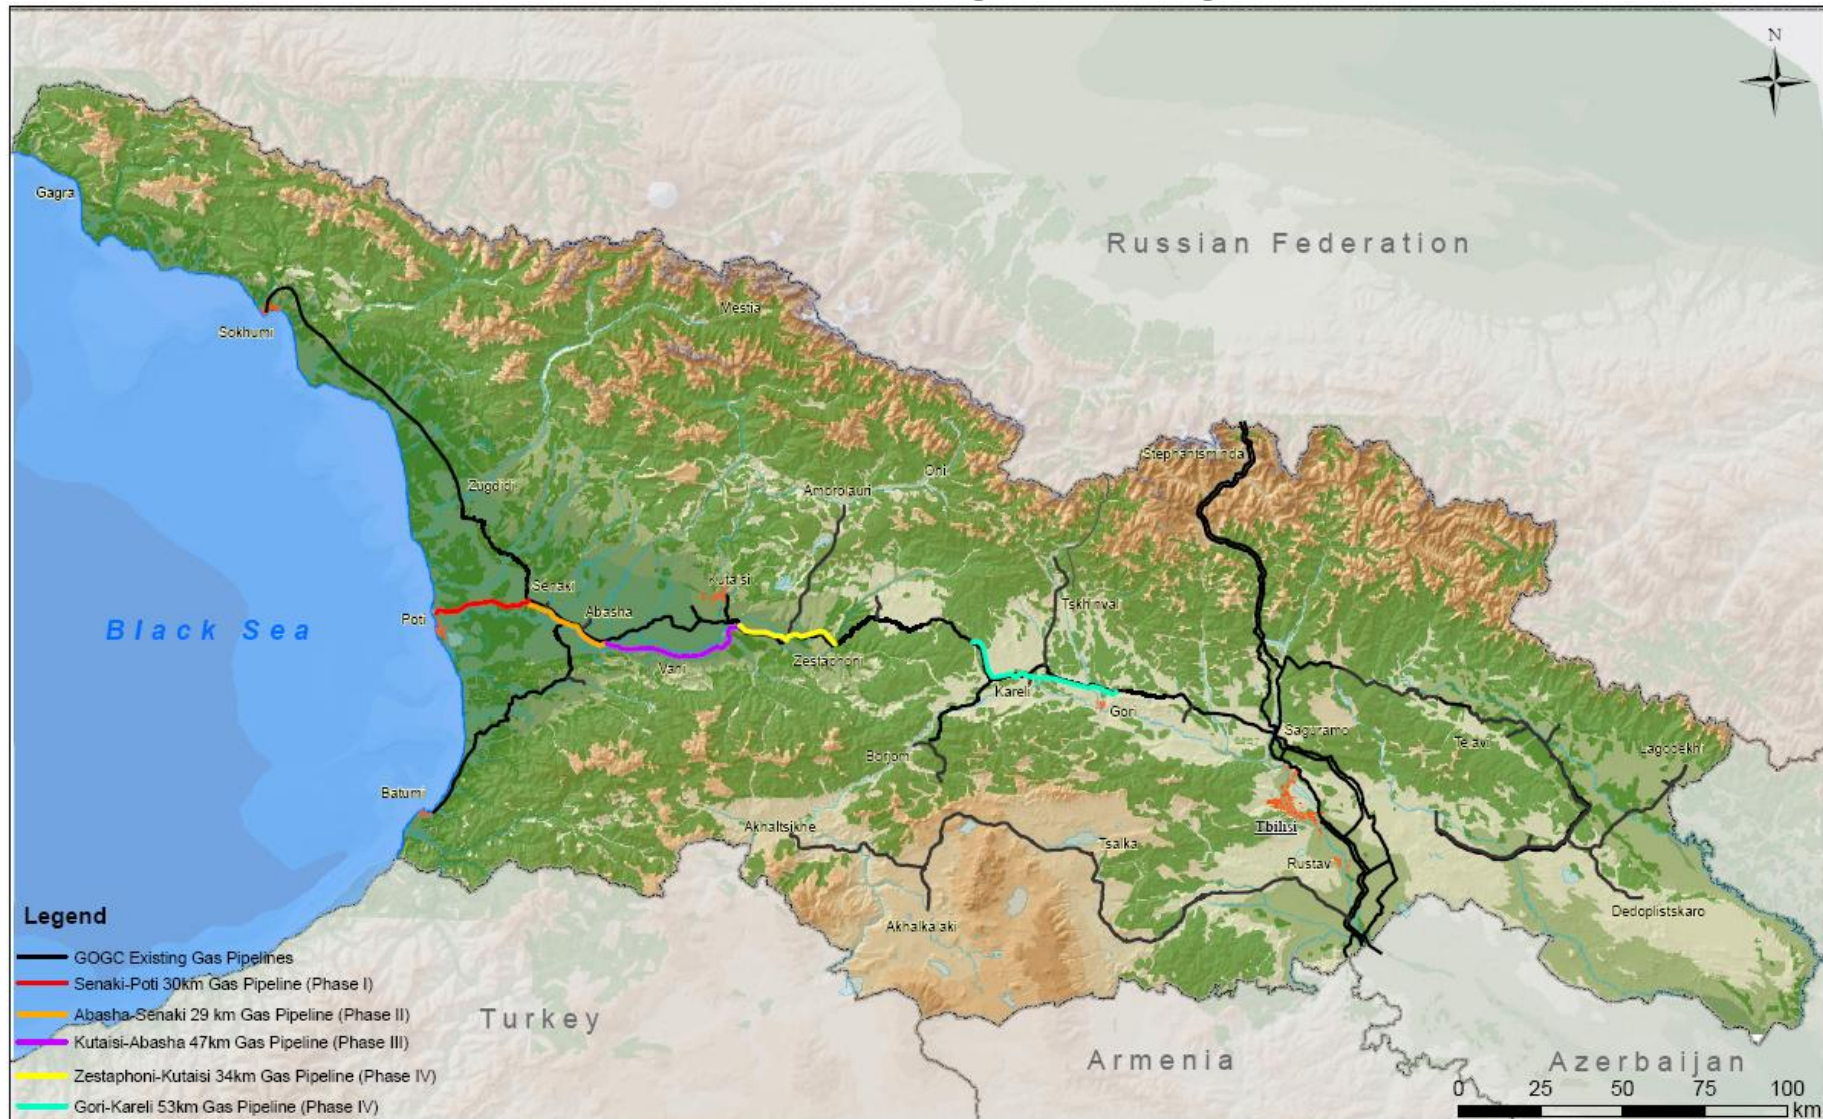 N
Russian Federation
Gagra
Mestia
Sokhumi
Stephantsminda
Oni
Zugdidi
Ambrolauri
Senaki
Kutaisi
Abasha
Tskhinval
Poti
Black Sea
Zestaphoni
Vani
Kareli
Gori
Saguramo
Telavi
Lagodekhi
Borjom
Batumi
Akhaltsikhe
Tsalka
Tbilisi
Rustav
Akhalkalaki
Dedoplistskaro
Legend
GOGC Existing Gas Pipelines
Senaki-Poti 30km Gas Pipeline (Phase I)
Abasha-Senaki 29 km Gas Pipeline (Phase II)
Kutaisi-Abasha 47km Gas Pipeline (Phase III)
Zestaphoni-Kutaisi 34km Gas Pipeline (Phase IV)
Gori-Kareli 53km Gas Pipeline (Phase IV)
Turkey
Armenia
Azerbaijan
0 25 50 75 100
km